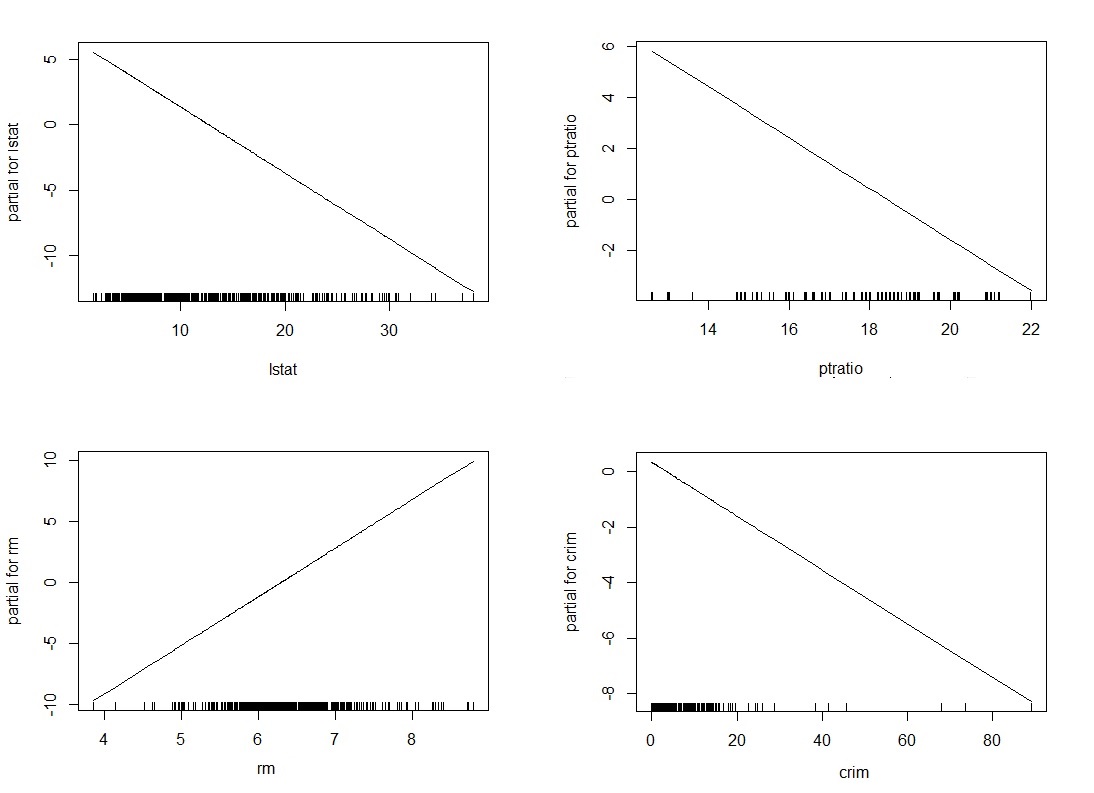 partial for lstat
5
0
-5
-10
10 20 30
lstat
partial for ptratio
6
4
2
0
-2
14 16 18 20 22
ptratio
partial for rm
10
5
0
-5
-10
4 5 6 7 8
rm
partial for crim
0
-2
-4
-6
-8
0 20 40 60 80
crim